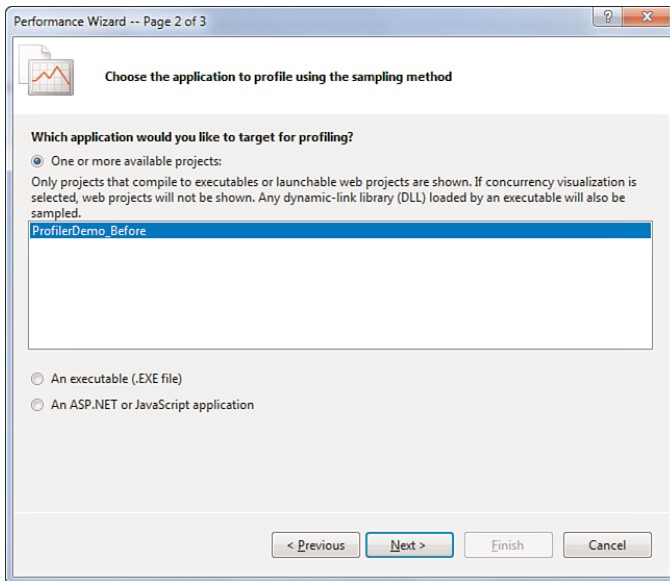 Performance Wizard -- Page 2 of 3
Choose the application to profile using the sampling method
Which application would you like to target for profiling?
One or more available projects:
Only projects that compile to executables or launchable web projects are shown. If concurrency visualization is
selected, web projects will not be shown. Any dynamic-link library (DLL) loaded by an executable will also be
sampled.
ProfilerDemo_Before
An executable (.EXE file)
An ASP.NET or JavaScript application
< Previous Next > Finish Cancel